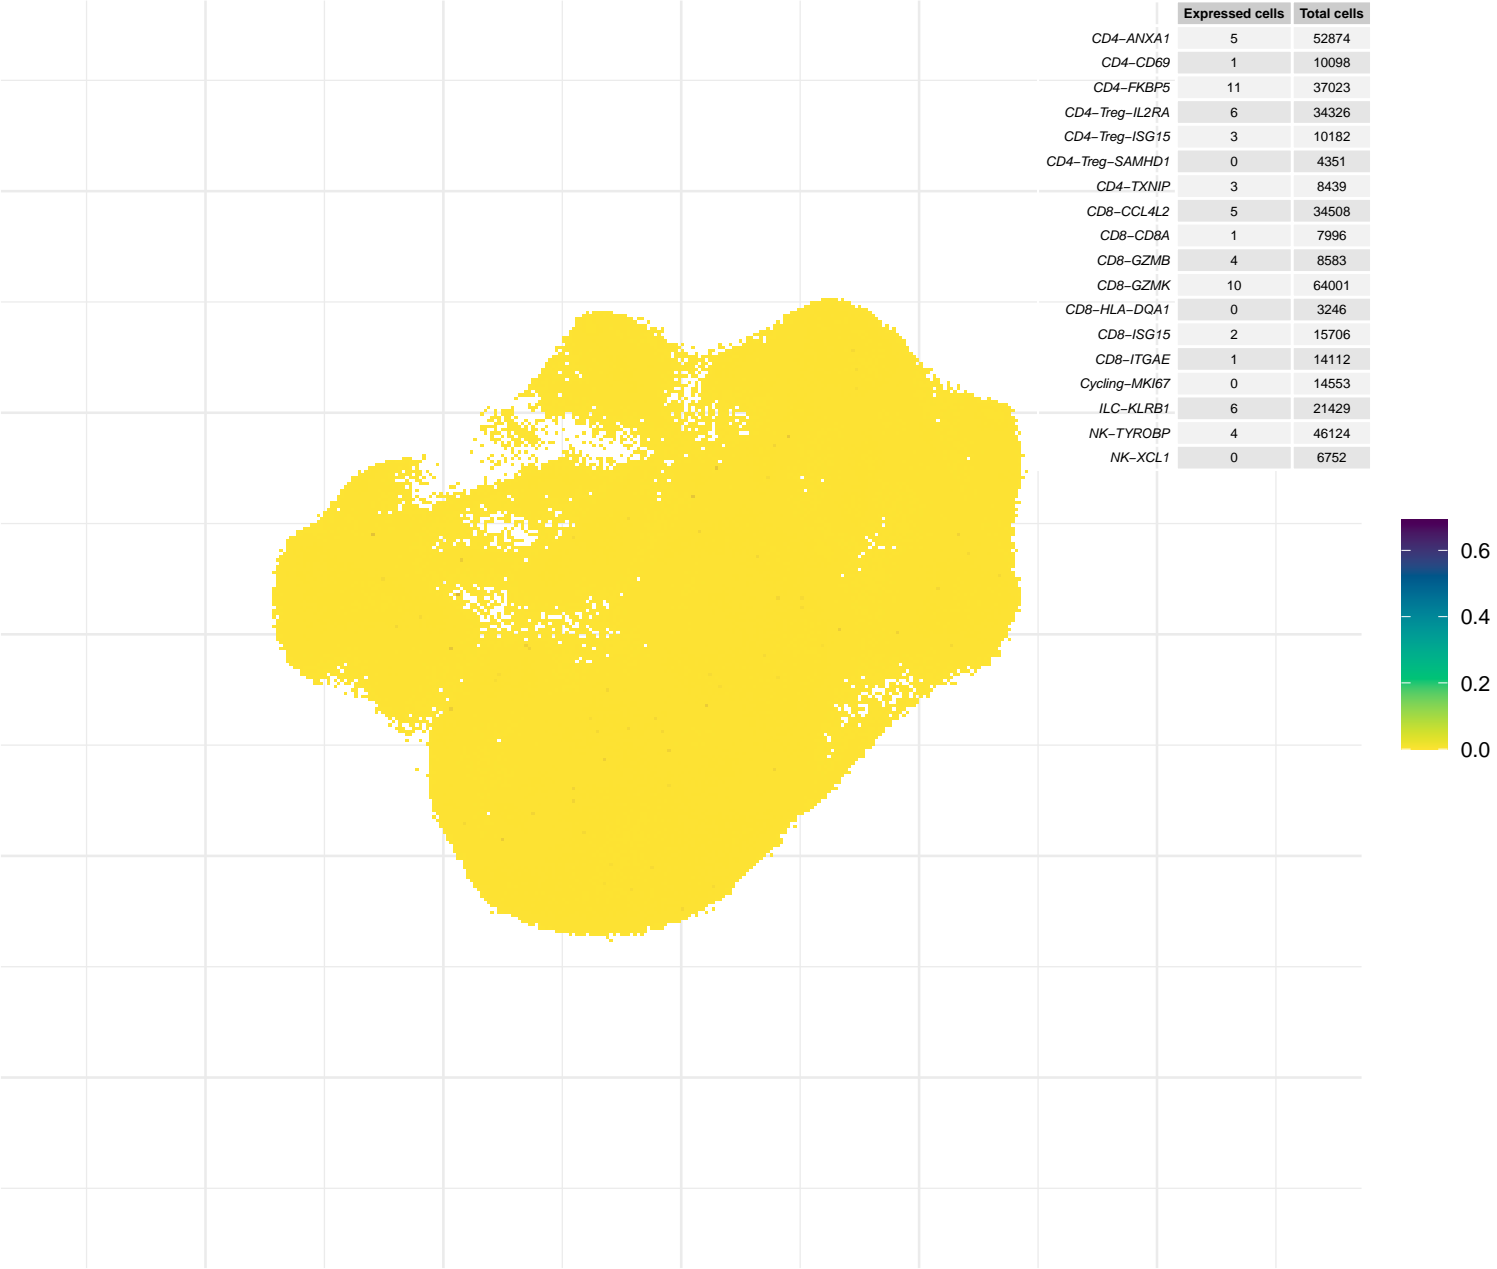 Expressed cells Total cells
CD4−ANXA1 5 52874
CD4−CD69 1 10098
CD4−FKBP5 11 37023
CD4−Treg−IL2RA 6 34326
CD4−Treg−ISG15 3 10182
CD4−Treg−SAMHD1 0 4351
CD4−TXNIP 3 8439
CD8−CCL4L2 5 34508
CD8−CD8A 1 7996
CD8−GZMB 4 8583
CD8−GZMK 10 64001
CD8−HLA−DQA1 0 3246
CD8−ISG15 2 15706
CD8−ITGAE 1 14112
Cycling−MKI67 0 14553
ILC−KLRB1 6 21429
NK−TYROBP 4 46124
NK−XCL1 0 6752
0.6
0.4
0.2
0.0